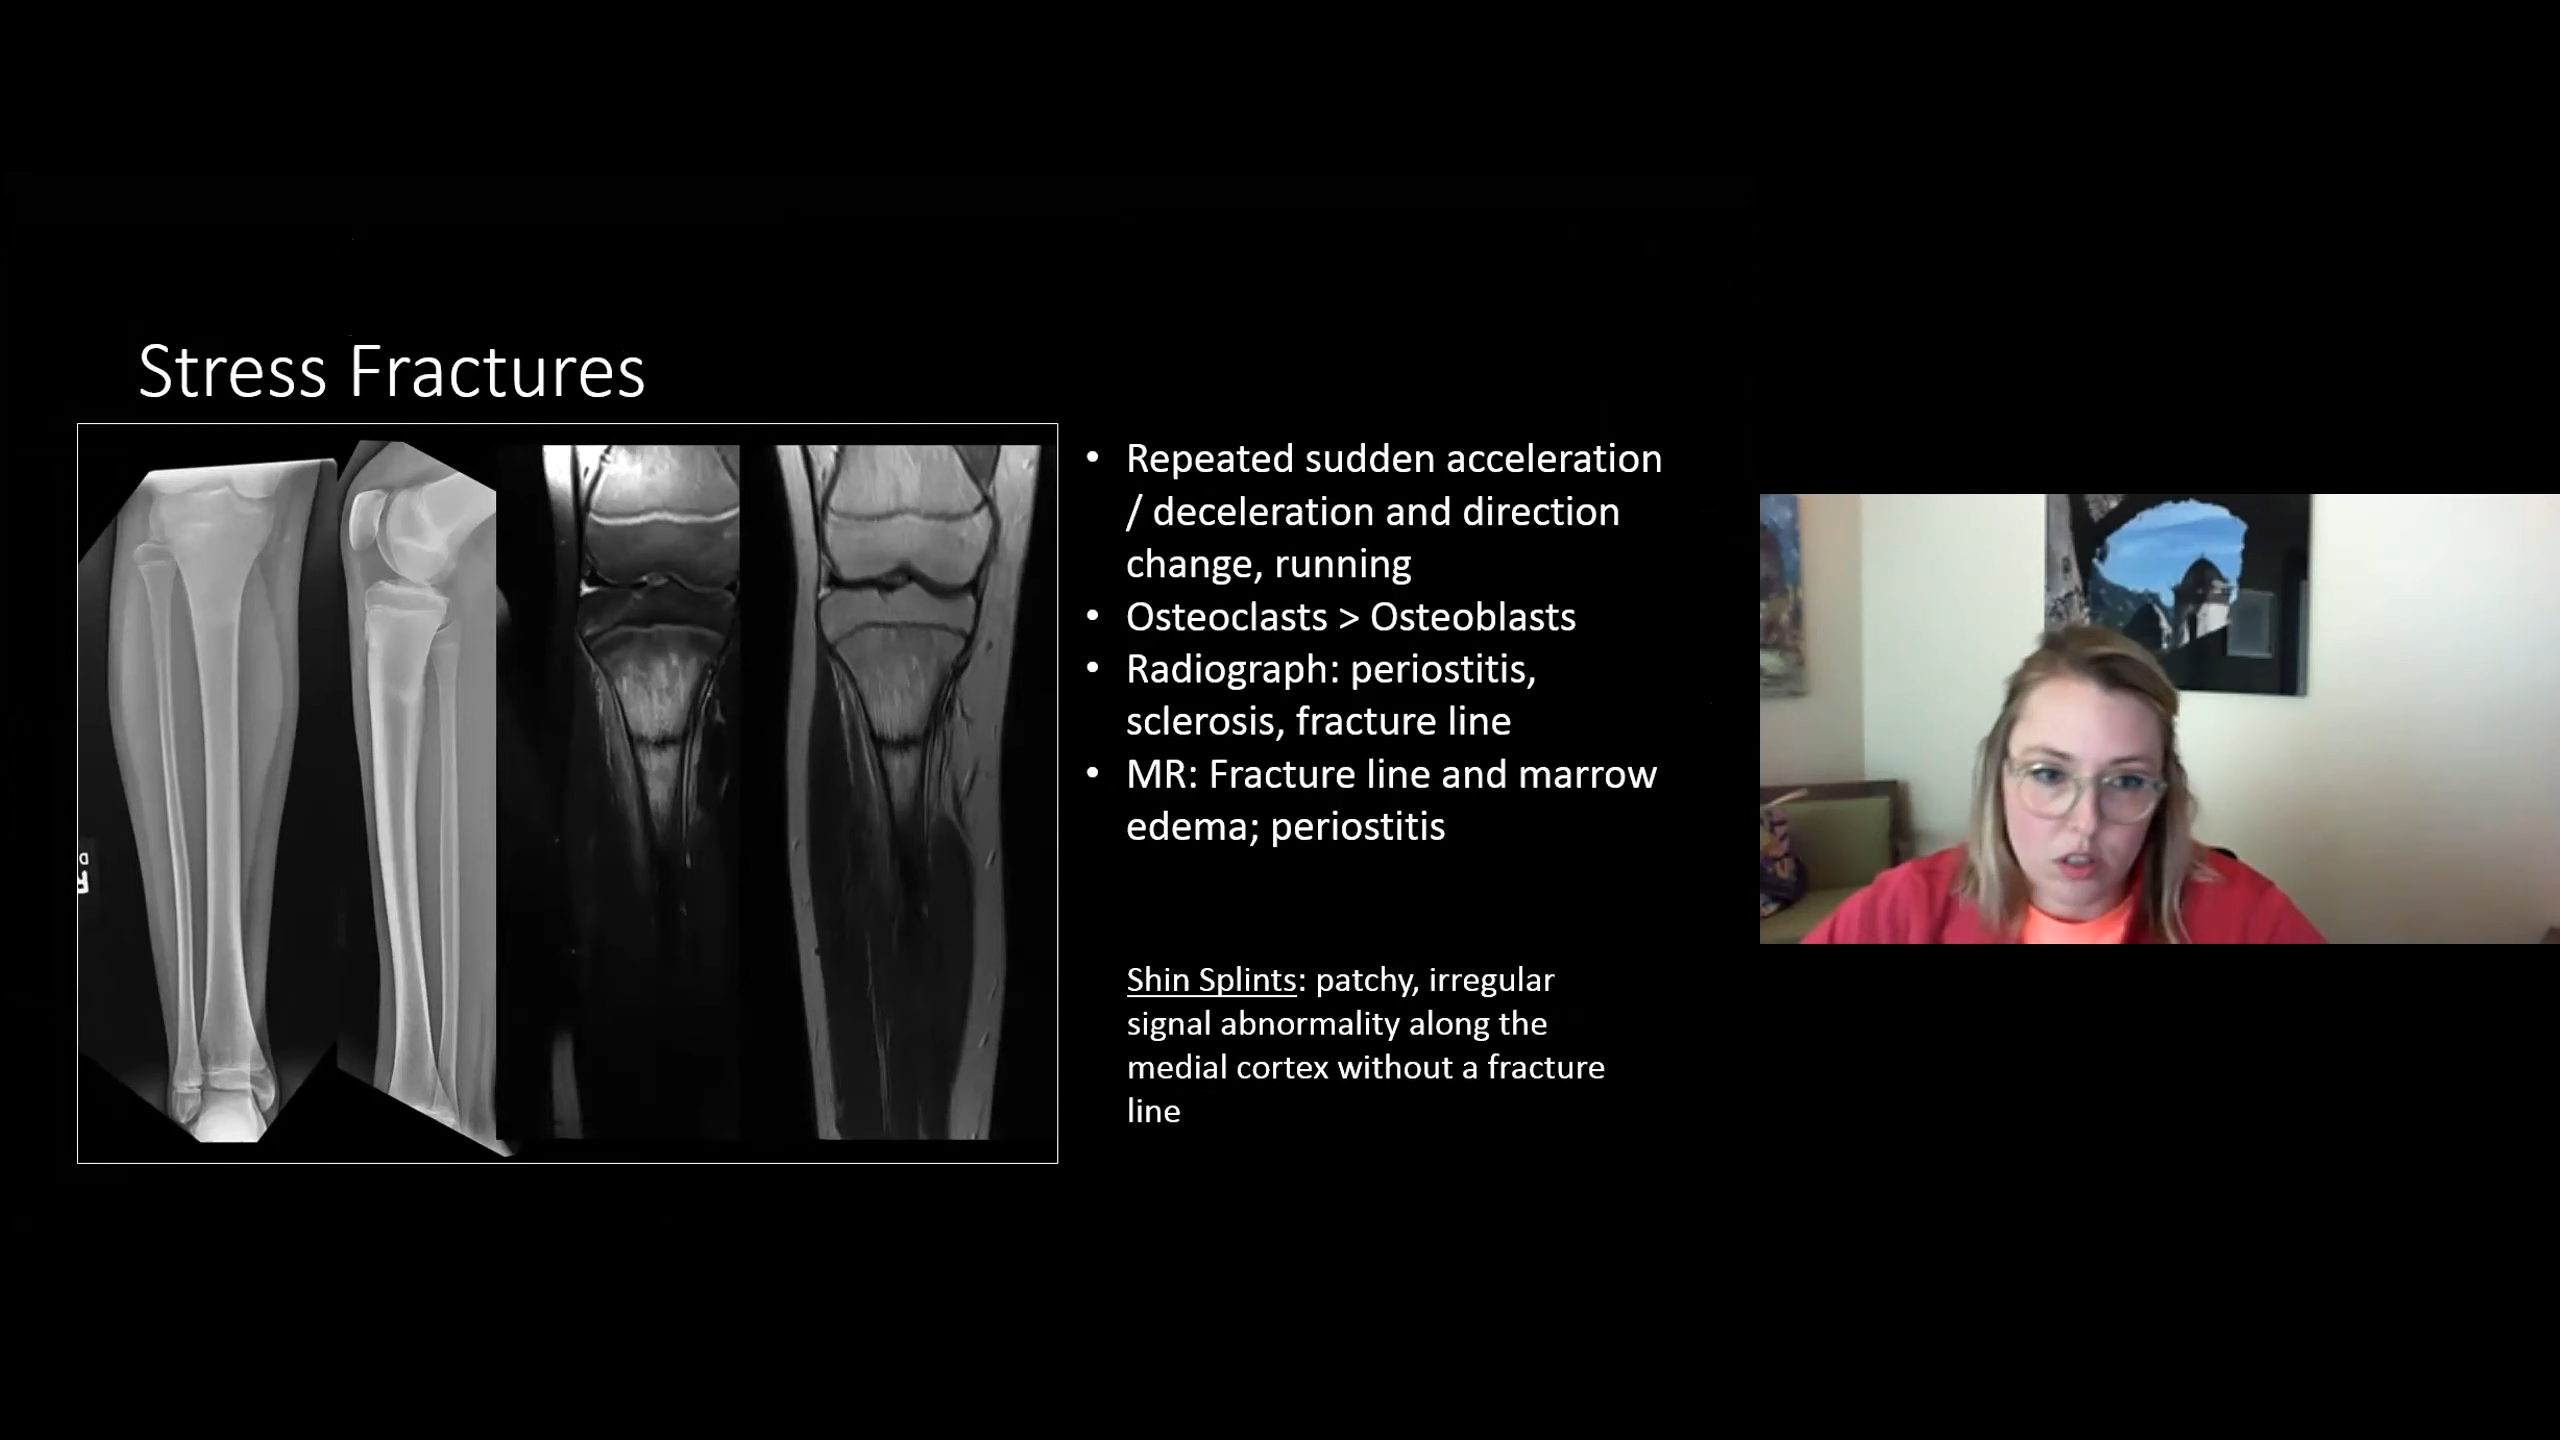 Stress Fractures
• Repeated sudden acceleration
/ deceleration and direction
change, running
• Osteoclasts > Osteoblasts
• Radiograph: periostitis,
sclerosis, fracture line
• MR: Fracture line and marrow
edema; periostitis
Shin Splints: patchy, irregular
signal abnormality along the
medial cortex without a fracture
line